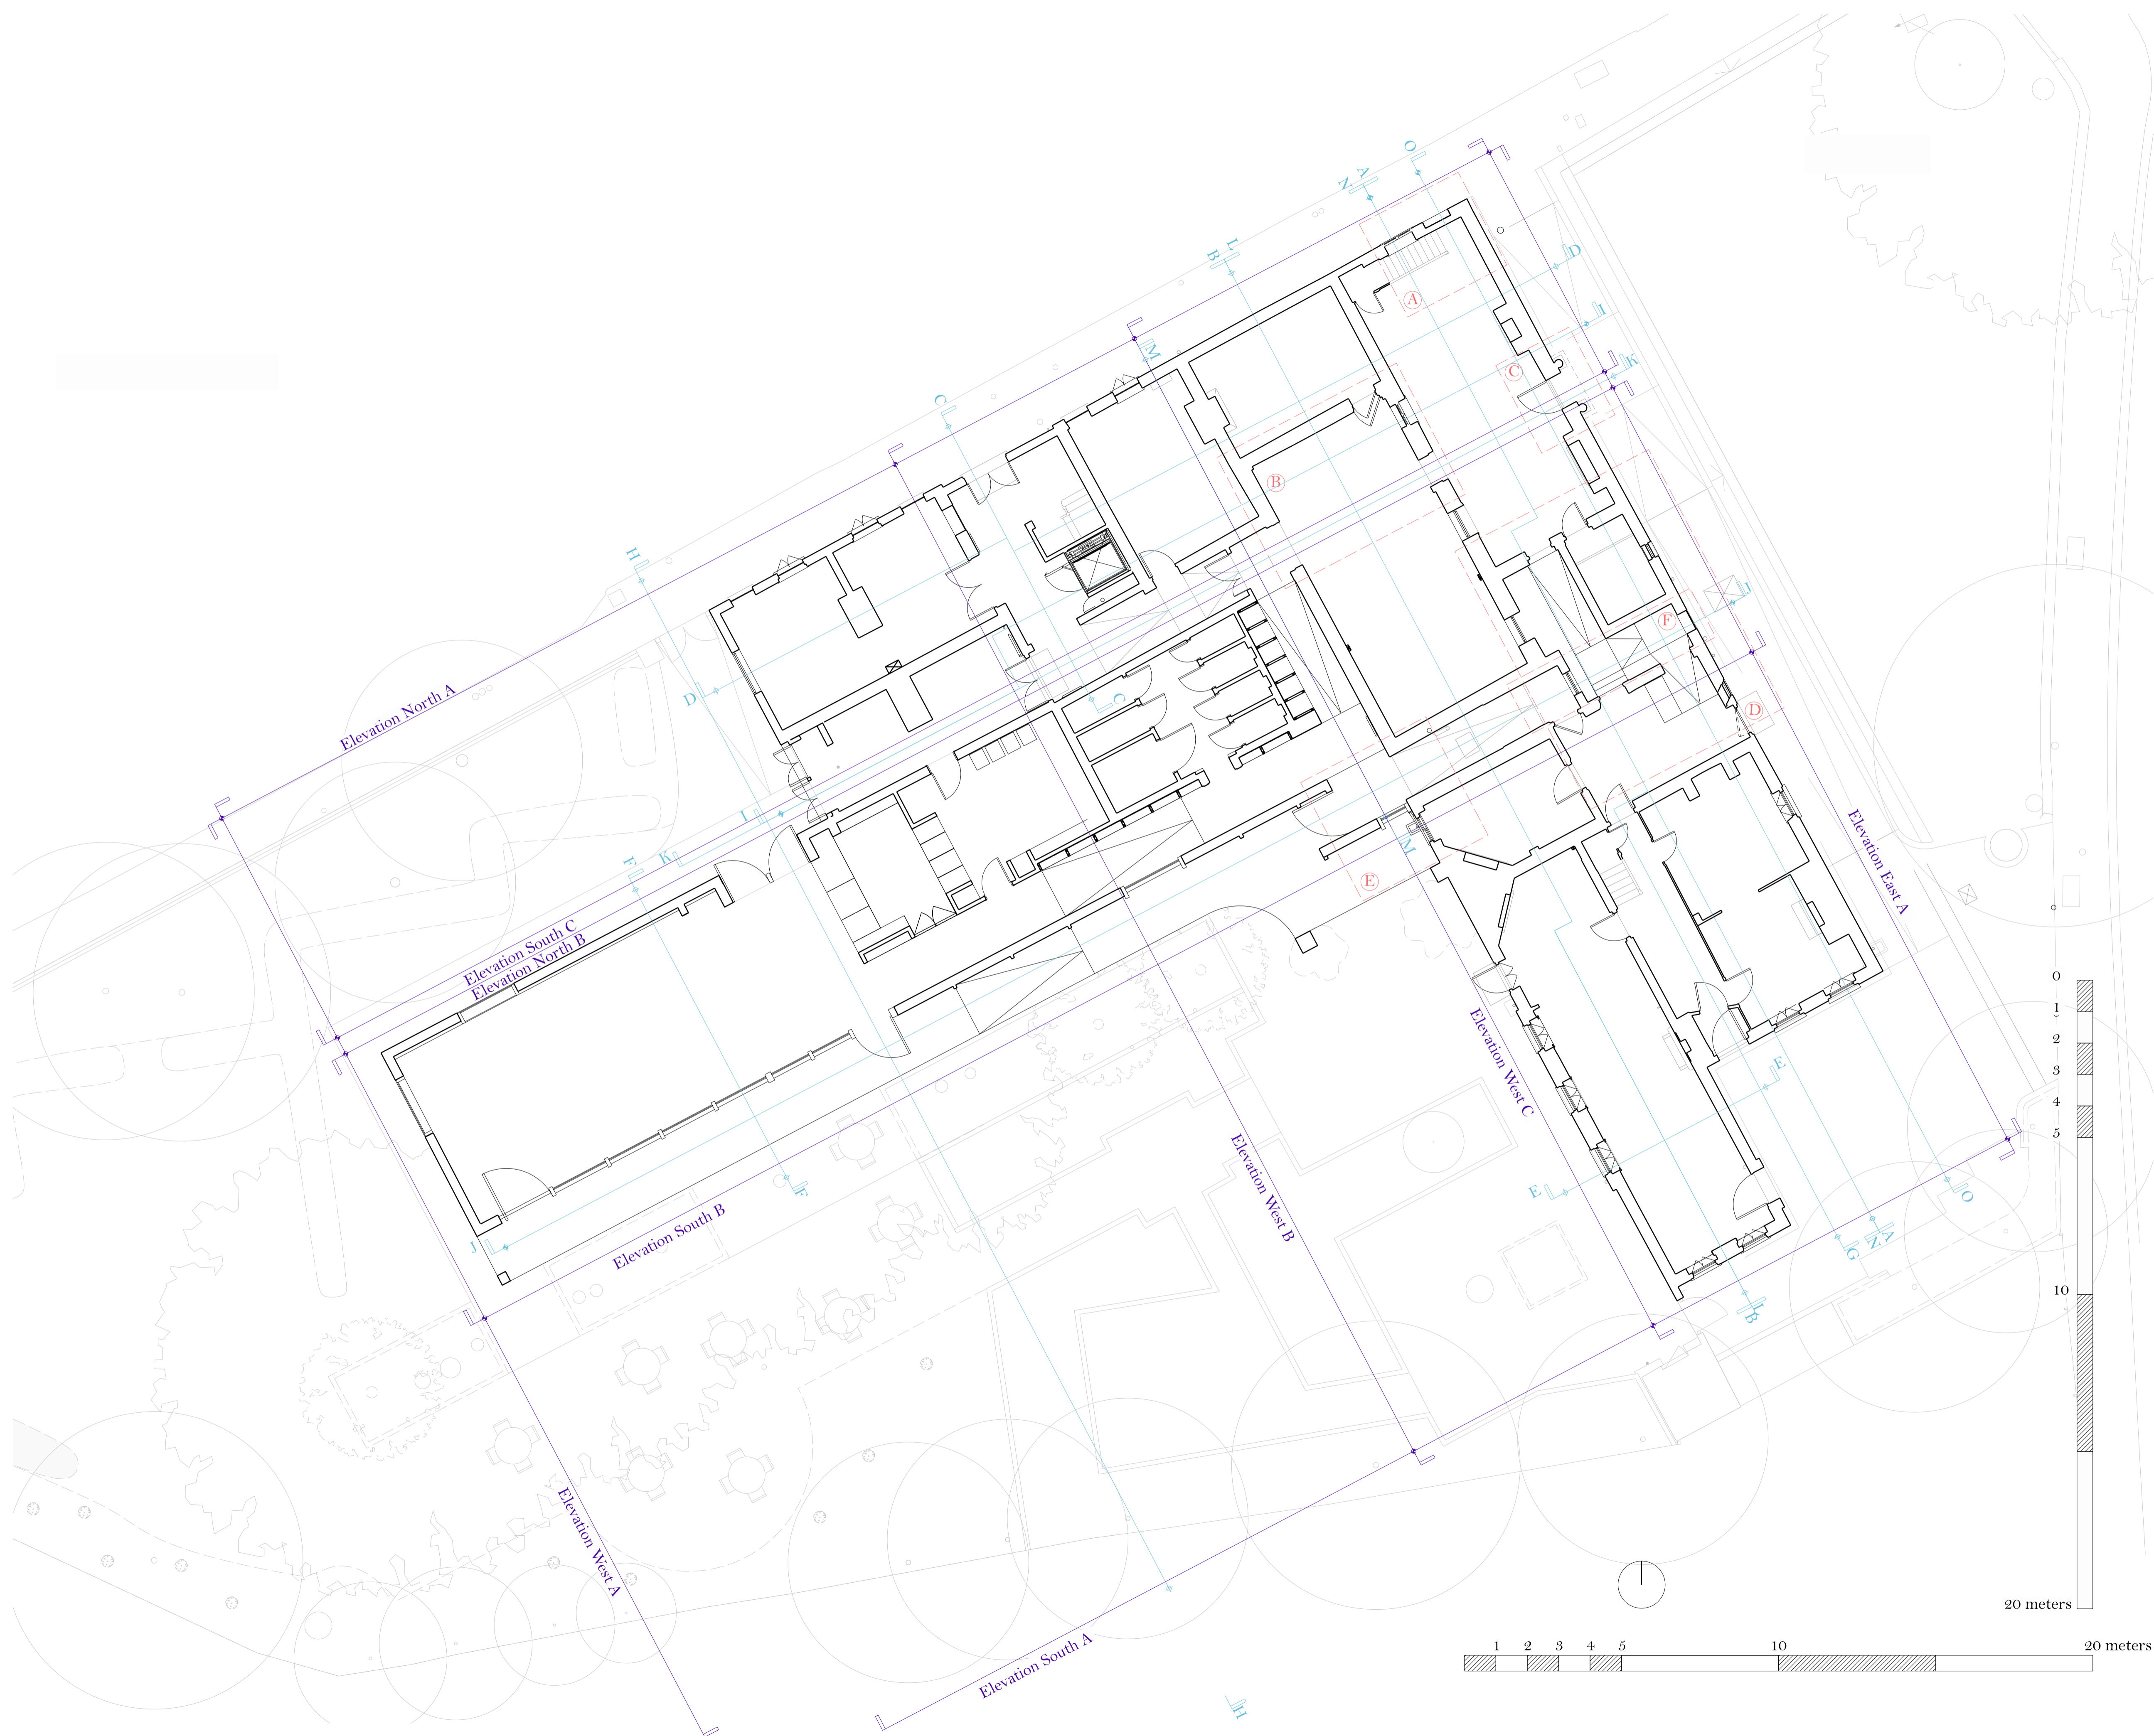 O
A
N
L
B
D
M
I
A
K
C
C
H
B
J
F
D
C
D
Elevation North A
I
K
F
M
E
Elevation East A
Elevation South C
Elevation North B
0
1
2
3
4
5
10
20 meters
Elevation West C
E
E
F
O
J
Elevation South B
Elevation West B
G
N
A
L
B
Elevation West A
Elevation South A
H
1 2 3 4 5 10 20 meters